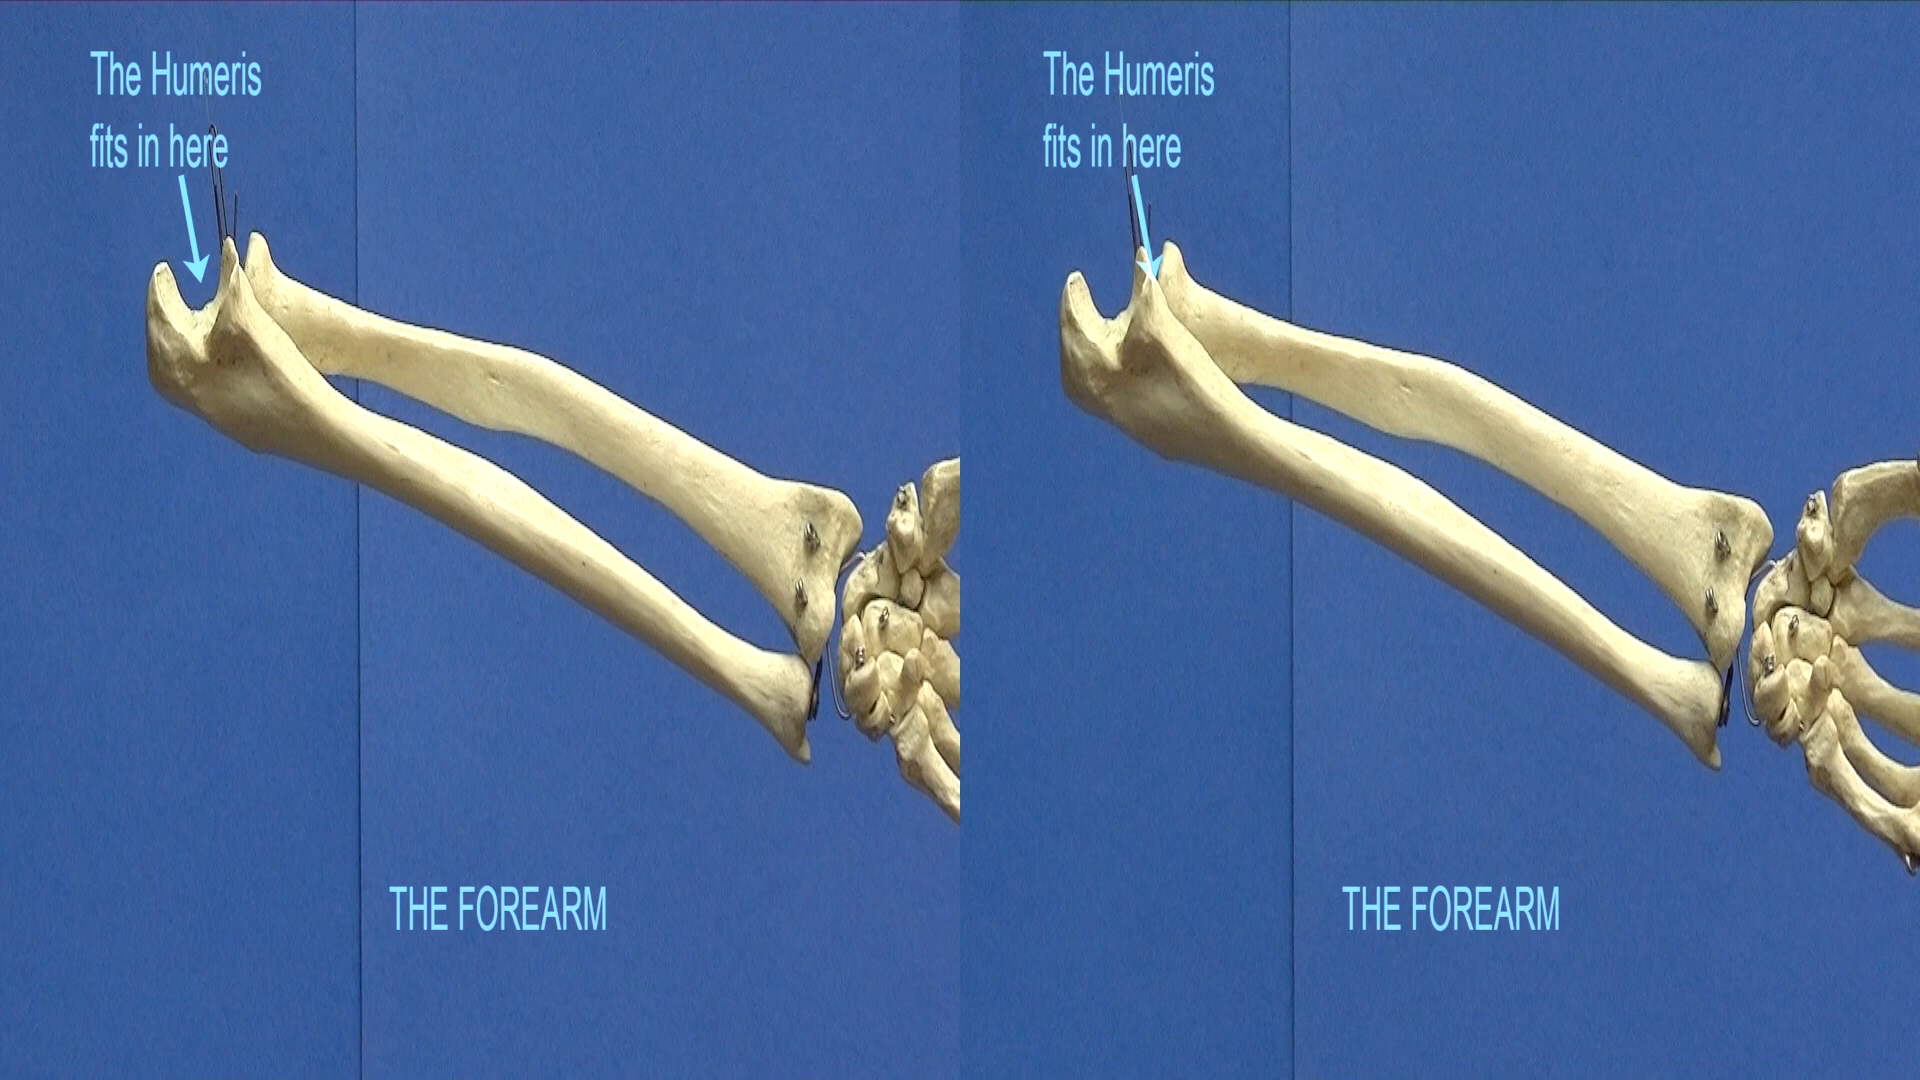 The Humeris
fits in here
THE FOREARM
The Humeris
fits in here
THE FOREARM